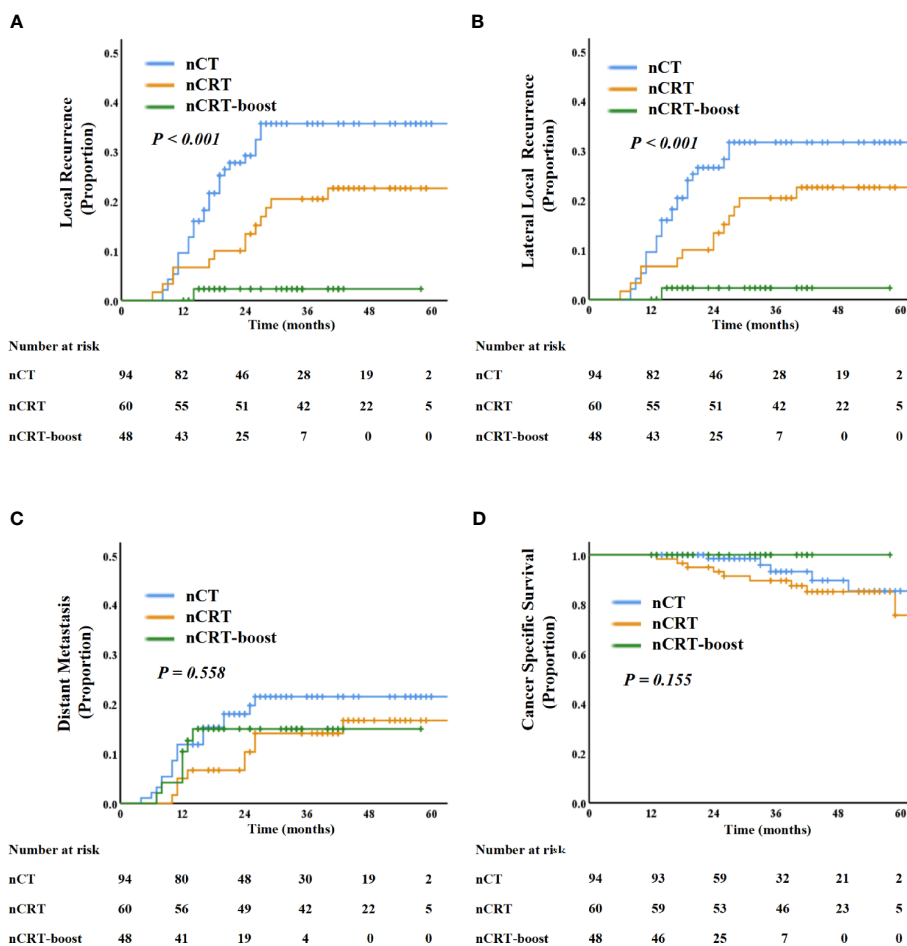 A
0.5
0.4
0.3
0.2
0.1
0.0
Local Recurrence
(Proportion)
nCT
nCRT
nCRT-boost
P < 0.001
0 12 24 36 48 60
Time (months)
Number at risk
nCT 94 82 46 28 19 2
nCRT 60 55 51 42 22 5
nCRT-boost 48 43 25 7 0 0
B
0.5
0.4
0.3
0.2
0.1
0.0
Lateral Local Recurrence
(Proportion)
nCT
nCRT
nCRT-boost
P < 0.001
0 12 24 36 48 60
Time (months)
Number at risk
nCT 94 82 46 28 19 2
nCRT 60 55 51 42 22 5
nCRT-boost 48 43 25 7 0 0
C
0.5
0.4
0.3
0.2
0.1
0.0
Distant Metastasis
(Proportion)
nCT
nCRT
nCRT-boost
P = 0.558
0 12 24 36 48 60
Time (months)
Number at risk
nCT 94 80 48 30 19 2
nCRT 60 56 49 42 22 5
nCRT-boost 48 41 19 4 0 0
D
1.0
0.8
0.6
0.4
0.2
0.0
Cancer Specific Survival
(Proportion)
nCT
nCRT
nCRT-boost
P = 0.155
0 12 24 36 48 60
Time (months)
Number at risk
nCT 94 93 59 32 21 2
nCRT 60 59 53 46 23 5
nCRT-boost 48 46 25 7 0 0